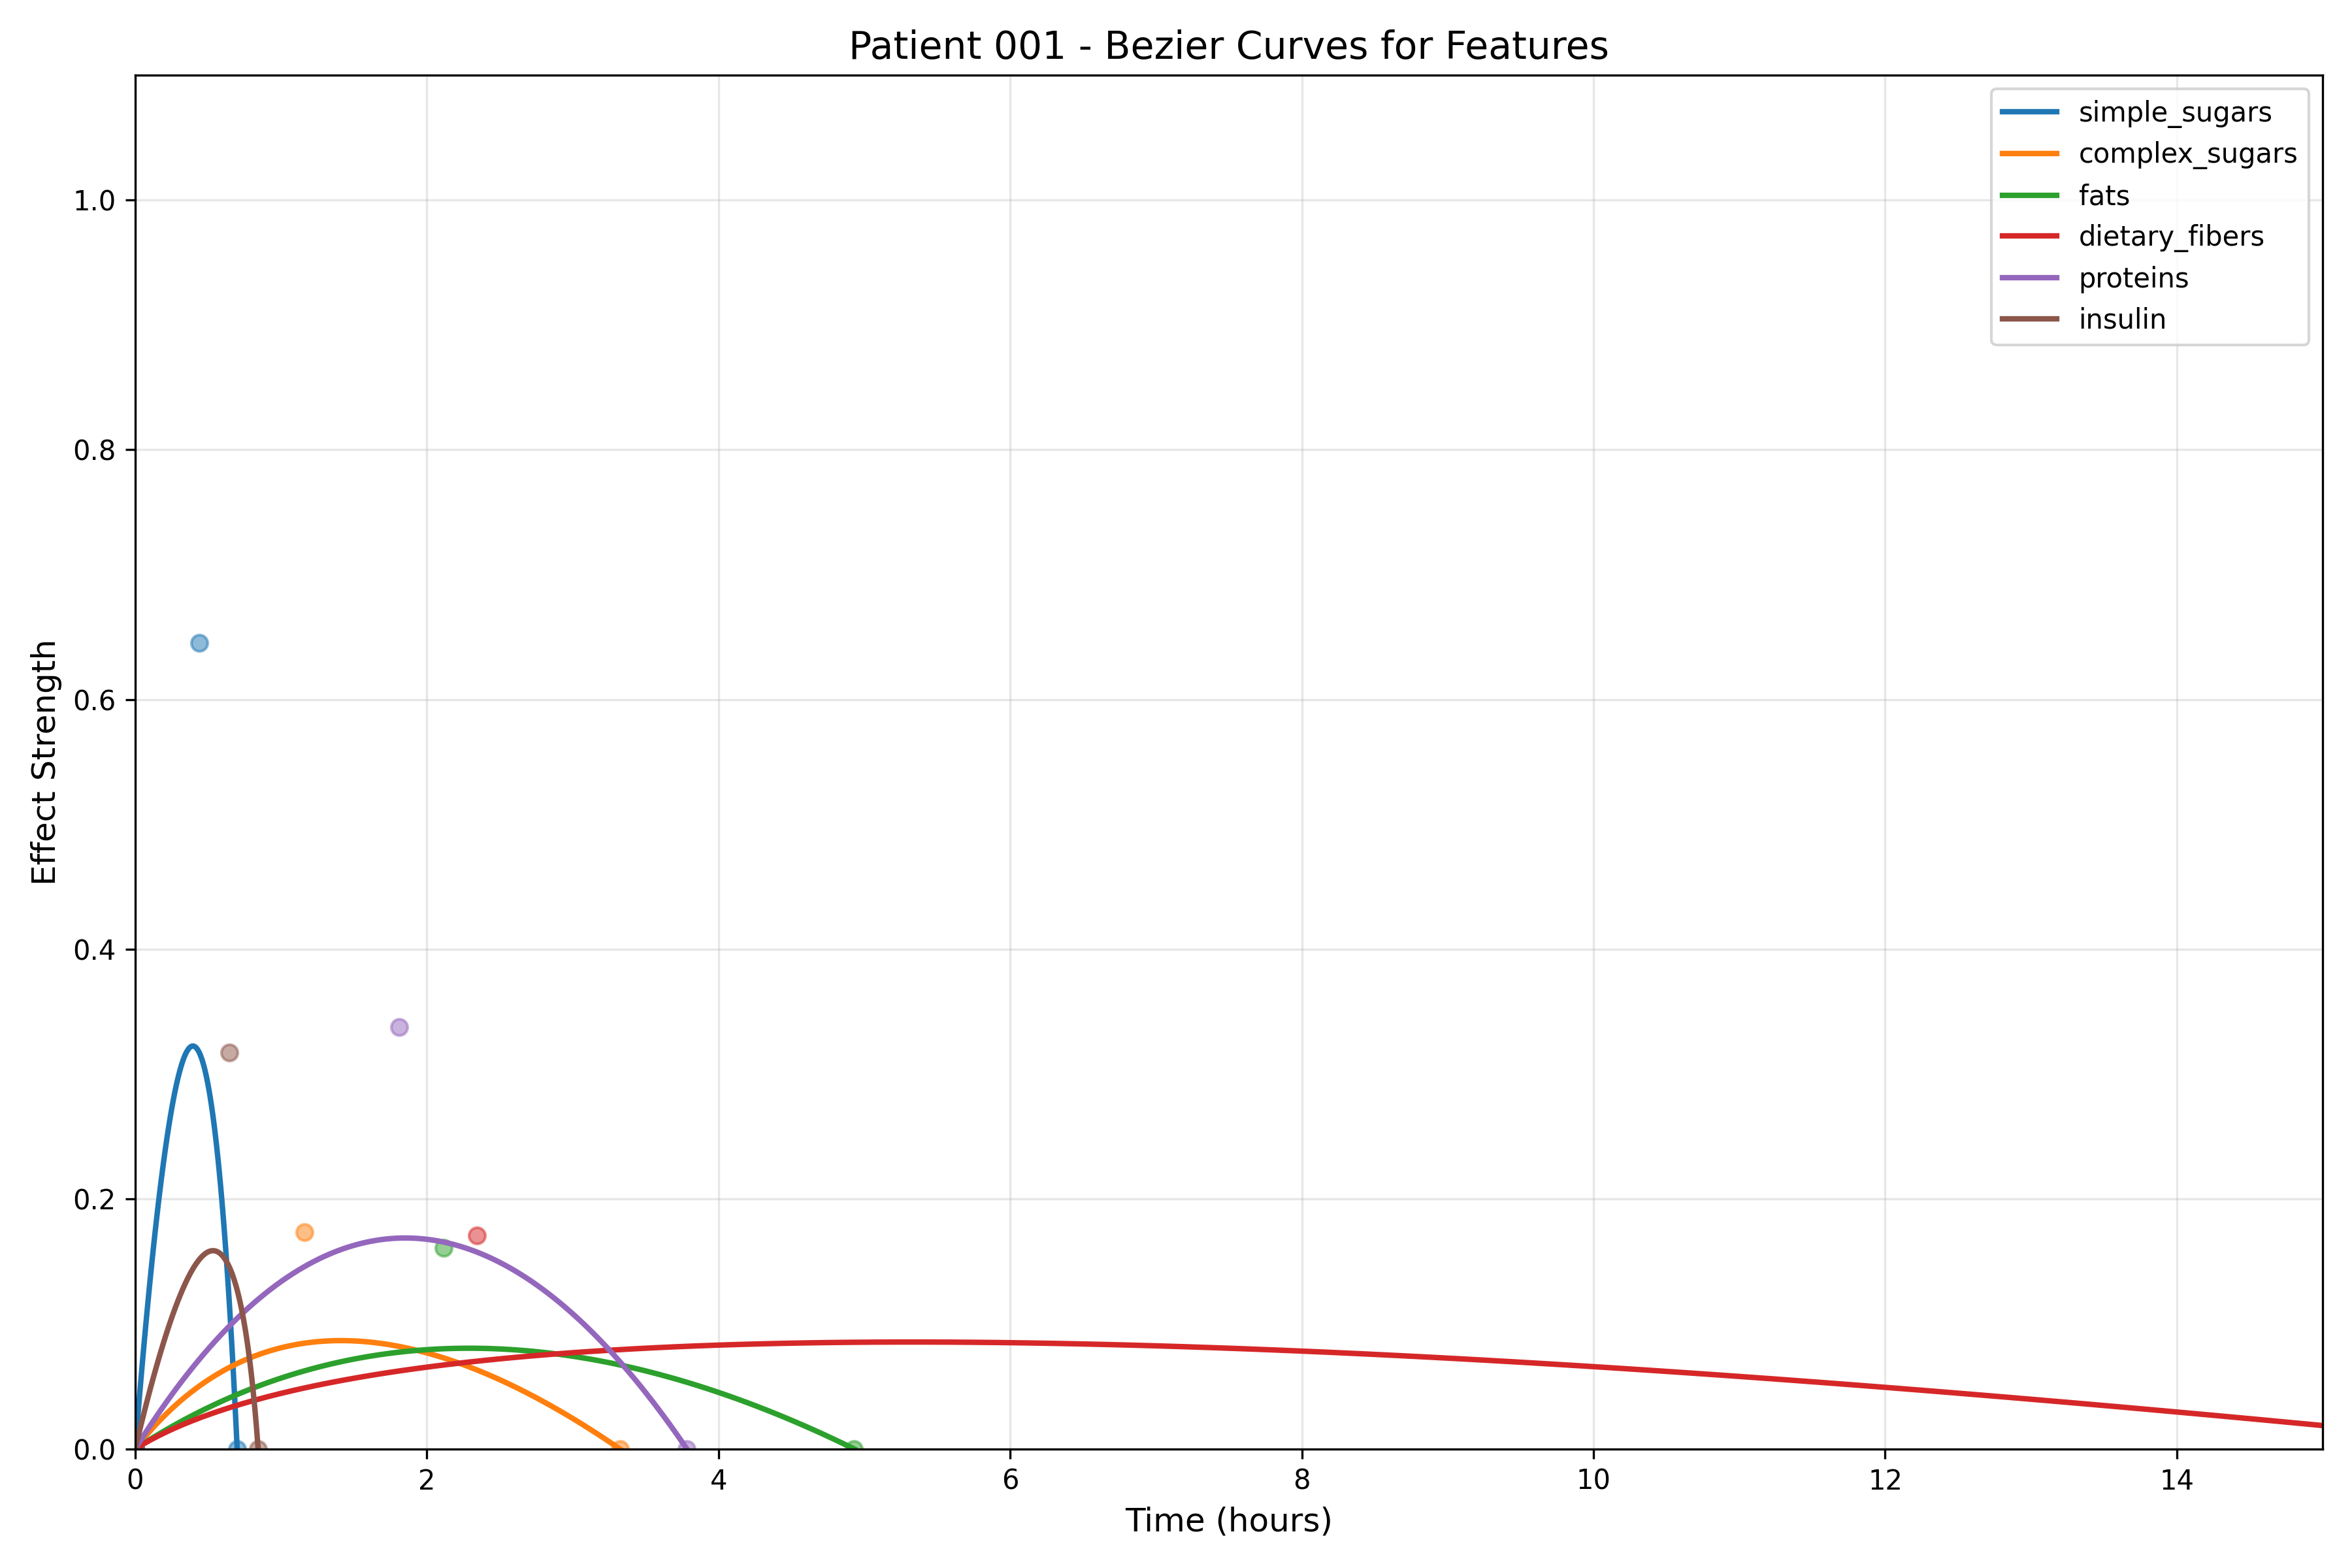 Patient 001 - Bezier Curves for Features
simple_sugars
complex_sugars
fats
dietary_fibers
proteins
insulin
Effect Strength
1.0
0.8
0.6
0.4
0.2
0.0
0 2 4 6 8 10 12 14
Time (hours)